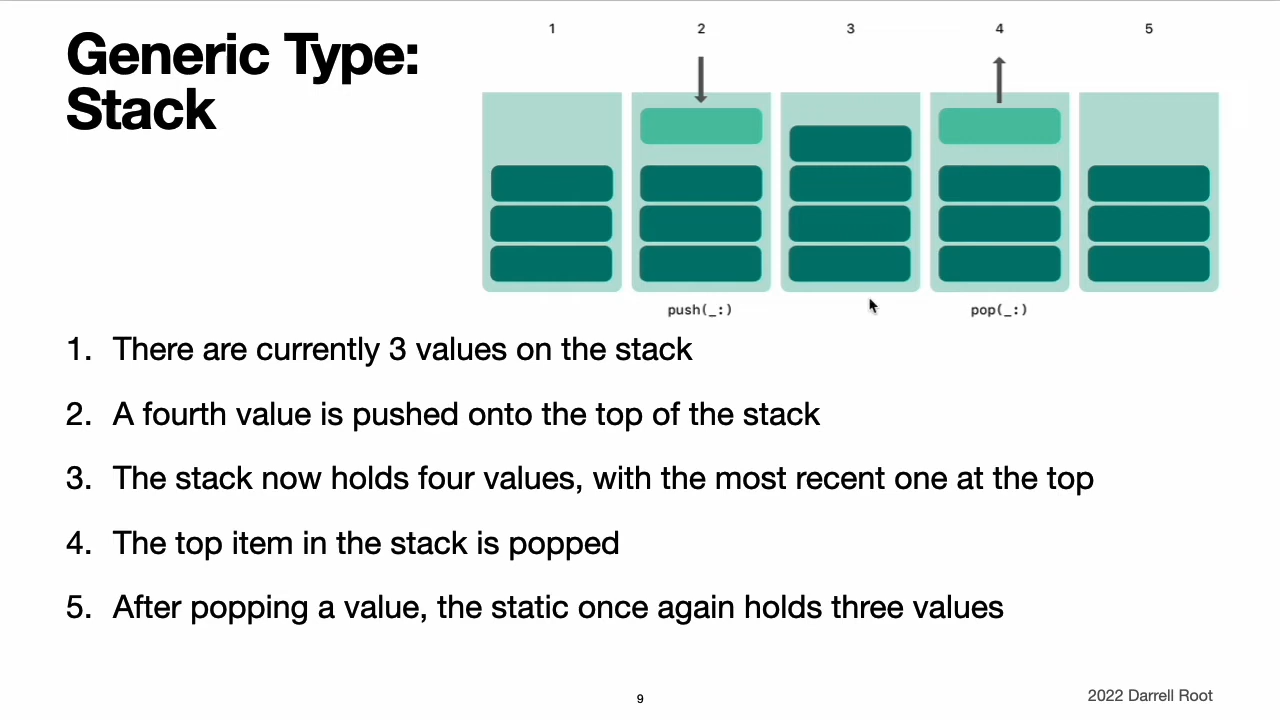 Generic Type:
Stack
1 2 3 4 5
push(_:) pop(_:)
1. There are currently 3 values on the stack
2. A fourth value is pushed onto the top of the stack
3. The stack now holds four values, with the most recent one at the top
4. The top item in the stack is popped
5. After popping a value, the static once again holds three values
9
2022 Darrell Root